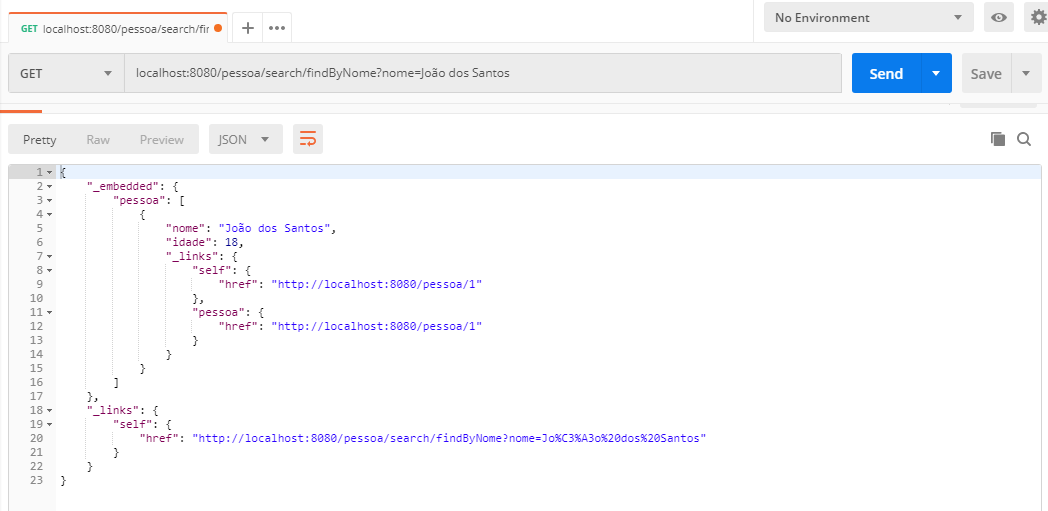 GET localhost:8080/pessoa/search/fir
No Environment
GET localhost:8080/pessoa/search/findByNome?nome=João dos Santos Send Save
Pretty Raw Preview JSON
1 {
2 "_embedded": {
3 "pessoa": [
4 {
5 "nome": "João dos Santos",
6 "idade": 18,
7 "_links": {
8 "self": {
9 "href": "http://localhost:8080/pessoa/1"
10 },
11 "pessoa": {
12 "href": "http://localhost:8080/pessoa/1"
13 }
14 }
15 }
16 ]
17 },
18 "_links": {
19 "self": {
20 "href": "http://localhost:8080/pessoa/search/findByNome?nome=Jo%C3%A3o%20dos%20Santos"
21 }
22 }
23 }